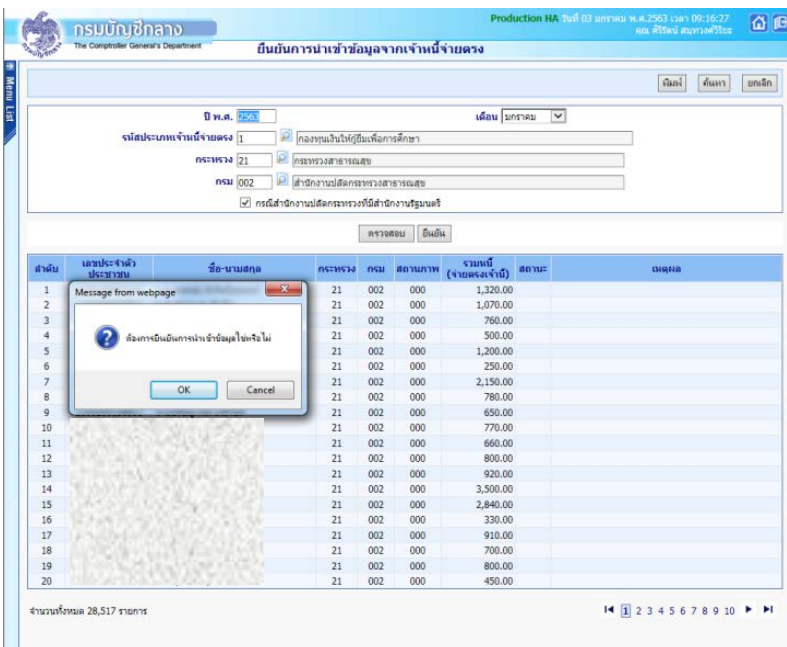 กรมบัญชีกลาง
The Comptroller General's Department
Production HA วันที่ 03 มกราคม พ.ศ.2563 เวลา 09:16:27
คุณ
ยืนยันการนำเข้าข้อมูลจากเจ้าหนี้จ่ายตรง
Menu List
พิมพ์ ค้นหา ยกเลิก
ปี พ.ศ. 2563 เดือน มกราคม
รหัสประเภทเจ้าหนี้จ่ายตรง 1 กองทุนเงินให้กู้ยืมเพื่อการศึกษา
กระทรวง 21 กระทรวงสาธารณสุข
กรม 002 สำนักงานปลัดกระทรวงสาธารณสุข
กรณีสำนักงานปลัดกระทรวงที่มีสำนักงานรัฐมนตรี
ตรวจสอบ ยืนยัน
ลำดับ เลขประจำตัวประชาชน ชื่อ-นามสกุล กระทรวง กรม สถานภาพ รวมหนี้ (จ่ายตรงเจ้าหนี้) สถานะ เหตุผล
1 21 002 000 1,320.00
2 21 002 000 1,070.00
3 21 002 000 760.00
4 21 002 000 500.00
5 21 002 000 1,200.00
6 21 002 000 250.00
7 21 002 000 2,150.00
8 21 002 000 780.00
9 21 002 000 650.00
10 21 002 000 770.00
11 21 002 000 660.00
12 21 002 000 800.00
13 21 002 000 920.00
14 21 002 000 3,500.00
15 21 002 000 2,840.00
16 21 002 000 330.00
17 21 002 000 910.00
18 21 002 000 700.00
19 21 002 000 800.00
20 21 002 000 450.00
Message from webpage
ต้องการยืนยันการนำเข้าข้อมูลใช่หรือไม่
OK Cancel
จำนวนทั้งหมด 28,517 รายการ
1 2 3 4 5 6 7 8 9 10